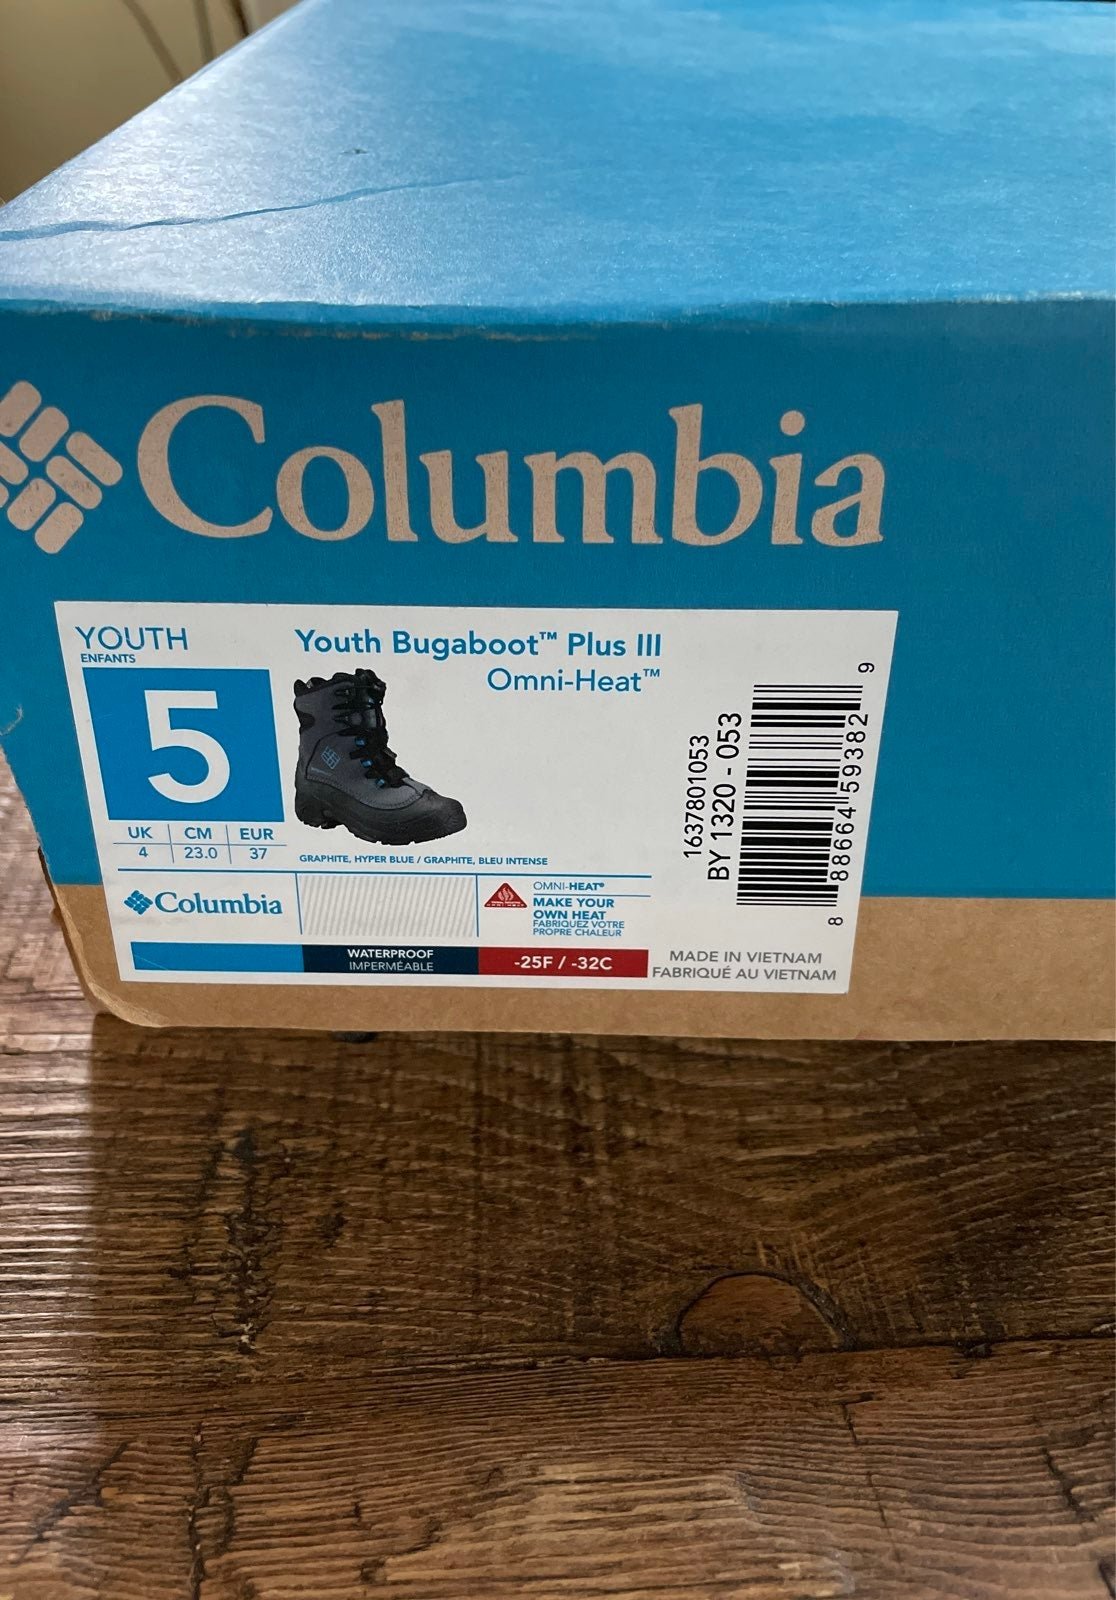 Columbia
YOUTH
ENFANTS
5
UK CM EUR
4 23.0 37
Youth Bugaboot™ Plus III
Omni-Heat™
GRAPHITE, HYPER BLUE / GRAPHITE, BLEU INTENSE
1637801053
BY 1320 - 053
8 88664 59382 9
Columbia
OMNI-HEAT®
MAKE YOUR
OWN HEAT
FABRIQUEZ VOTRE
PROPRE CHALEUR
WATERPROOF
IMPERMÉABLE
-25F / -32C
MADE IN VIETNAM
FABRIQUÉ AU VIETNAM